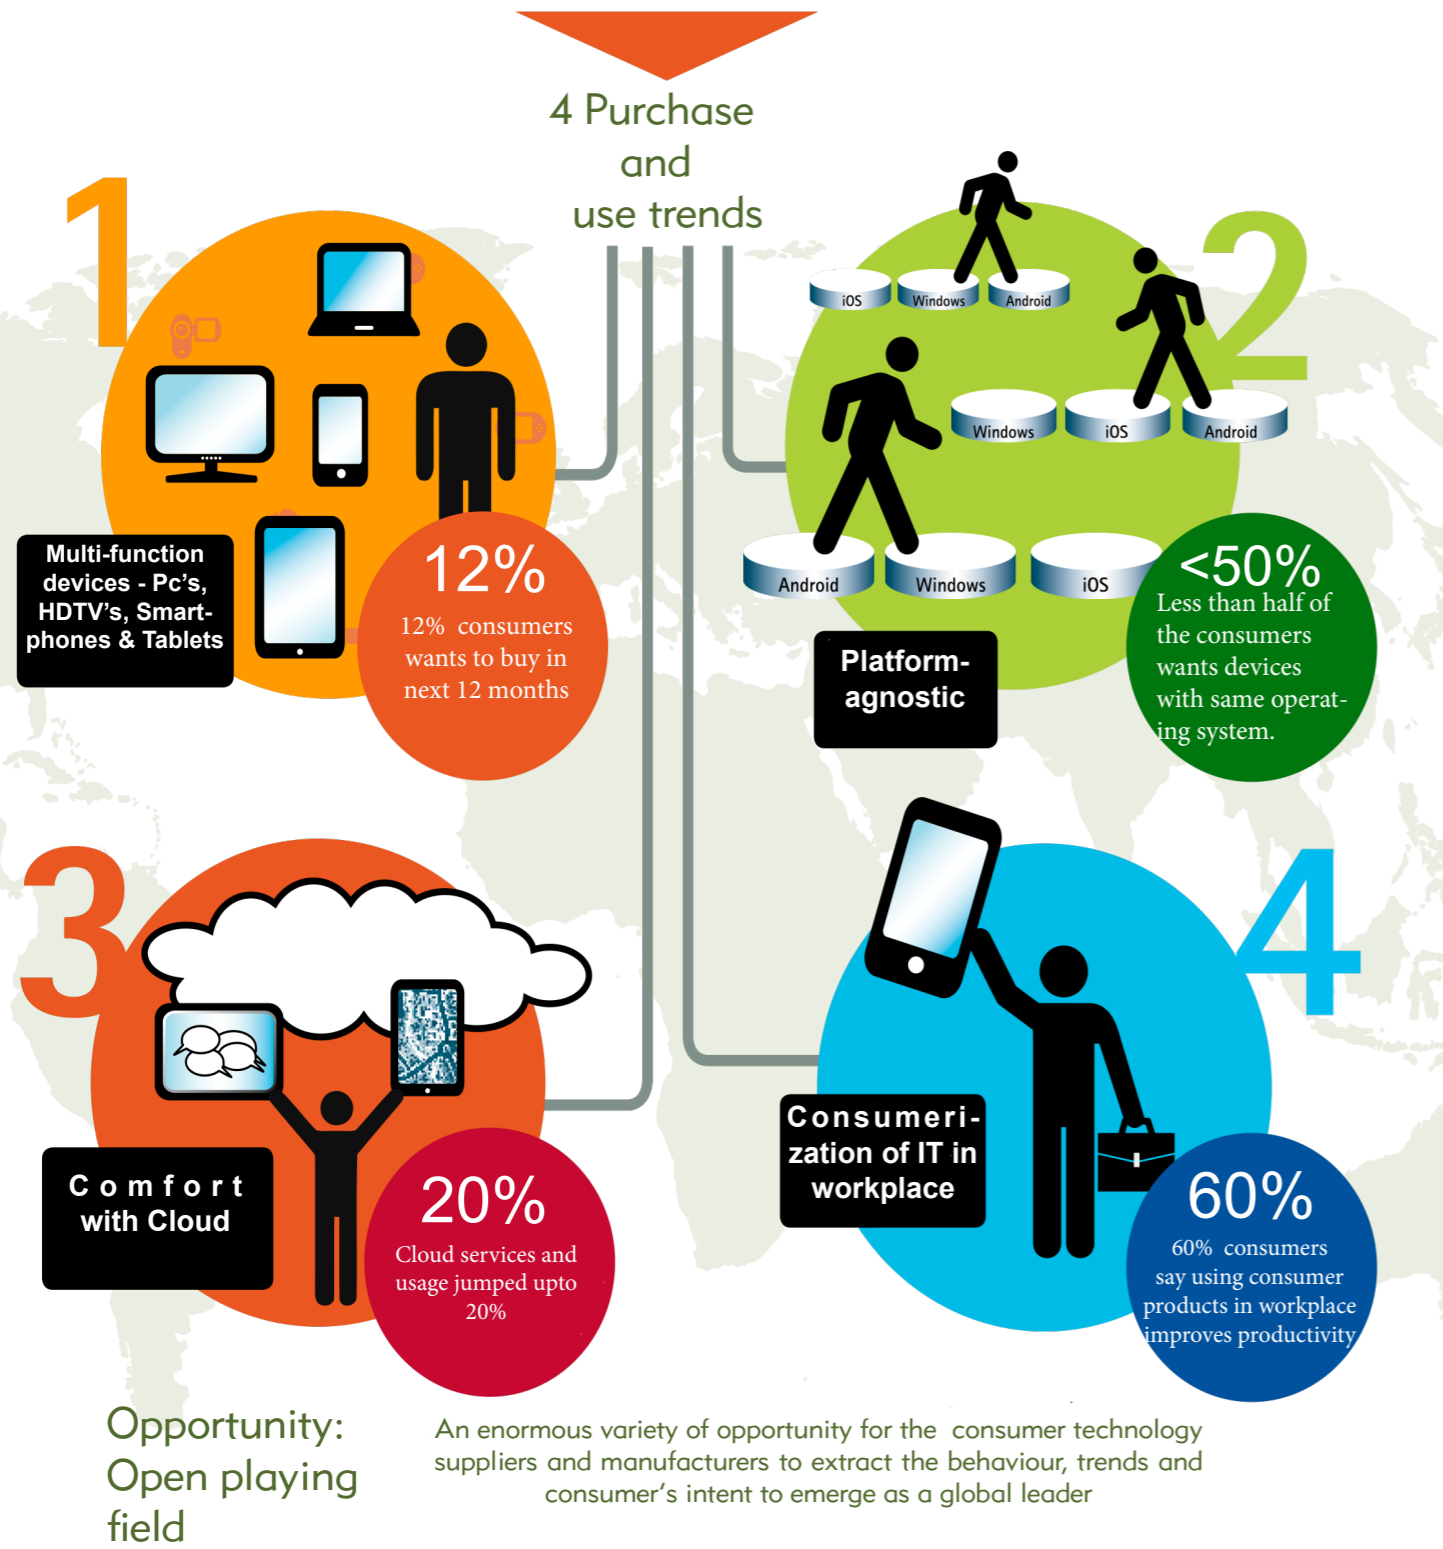 4 Purchase
and
use trends
1
Multi-function
devices - Pc's,
HDTV's, Smart-
phones & Tablets
12%
12% consumers
wants to buy in
next 12 months
2
iOS
Windows
Android
Windows
iOS
Android
Android
Windows
iOS
Platform-
agnostic
<50%
Less than half of
the consumers
wants devices
with same operat-
ing system.
3
Comfort
with Cloud
20%
Cloud services and
usage jumped upto
20%
4
Consumeri-
zation of IT in
workplace
60%
60% consumers
say using consumer
products in workplace
improves productivity
Opportunity:
Open playing
field
An enormous variety of opportunity for the consumer technology
suppliers and manufacturers to extract the behaviour, trends and
consumer's intent to emerge as a global leader